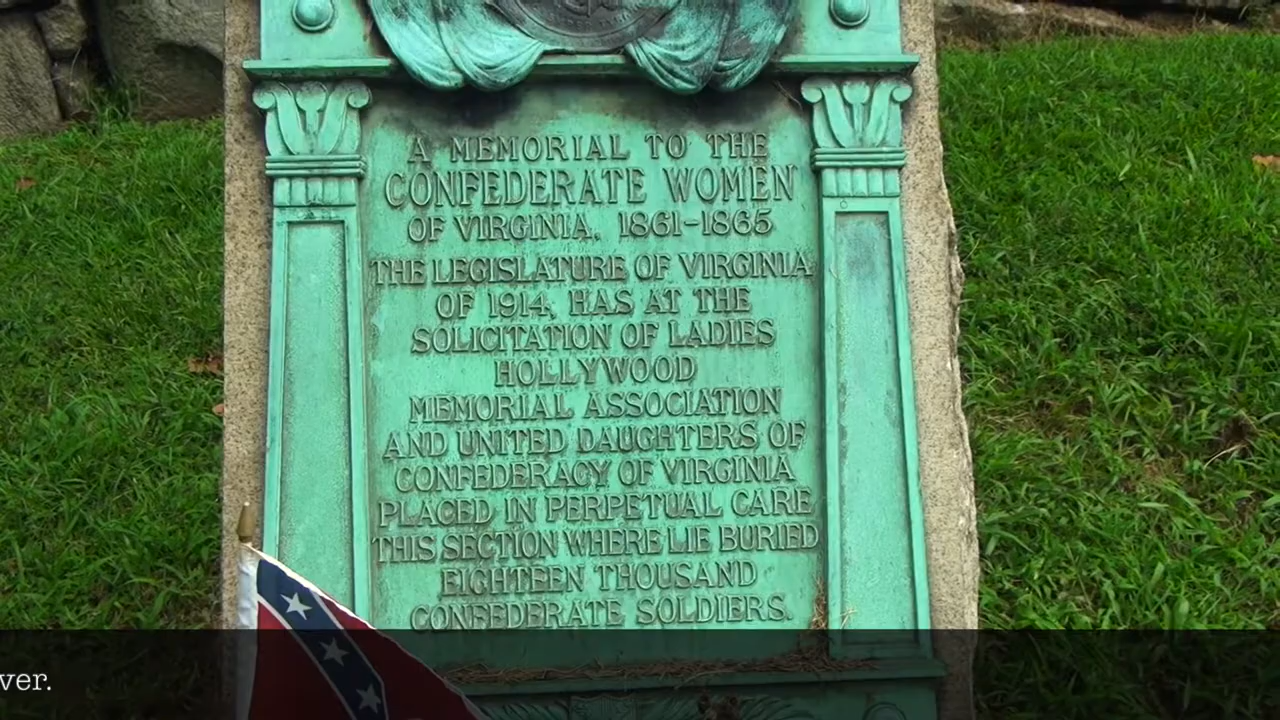 A MEMORIAL TO THE
CONFEDERATE WOMEN
OF VIRGINIA, 1861-1865
THE LEGISLATURE OF VIRGINIA
OF 1914, HAS AT THE
SOLICITATION OF LADIES
HOLLYWOOD
MEMORIAL ASSOCIATION
AND UNITED DAUGHTERS OF
CONFEDERACY OF VIRGINIA
PLACED IN PERPETUAL CARE
THIS SECTION WHERE LIE BURIED
EIGHTEEN THOUSAND
CONFEDERATE SOLDIERS.
ver.